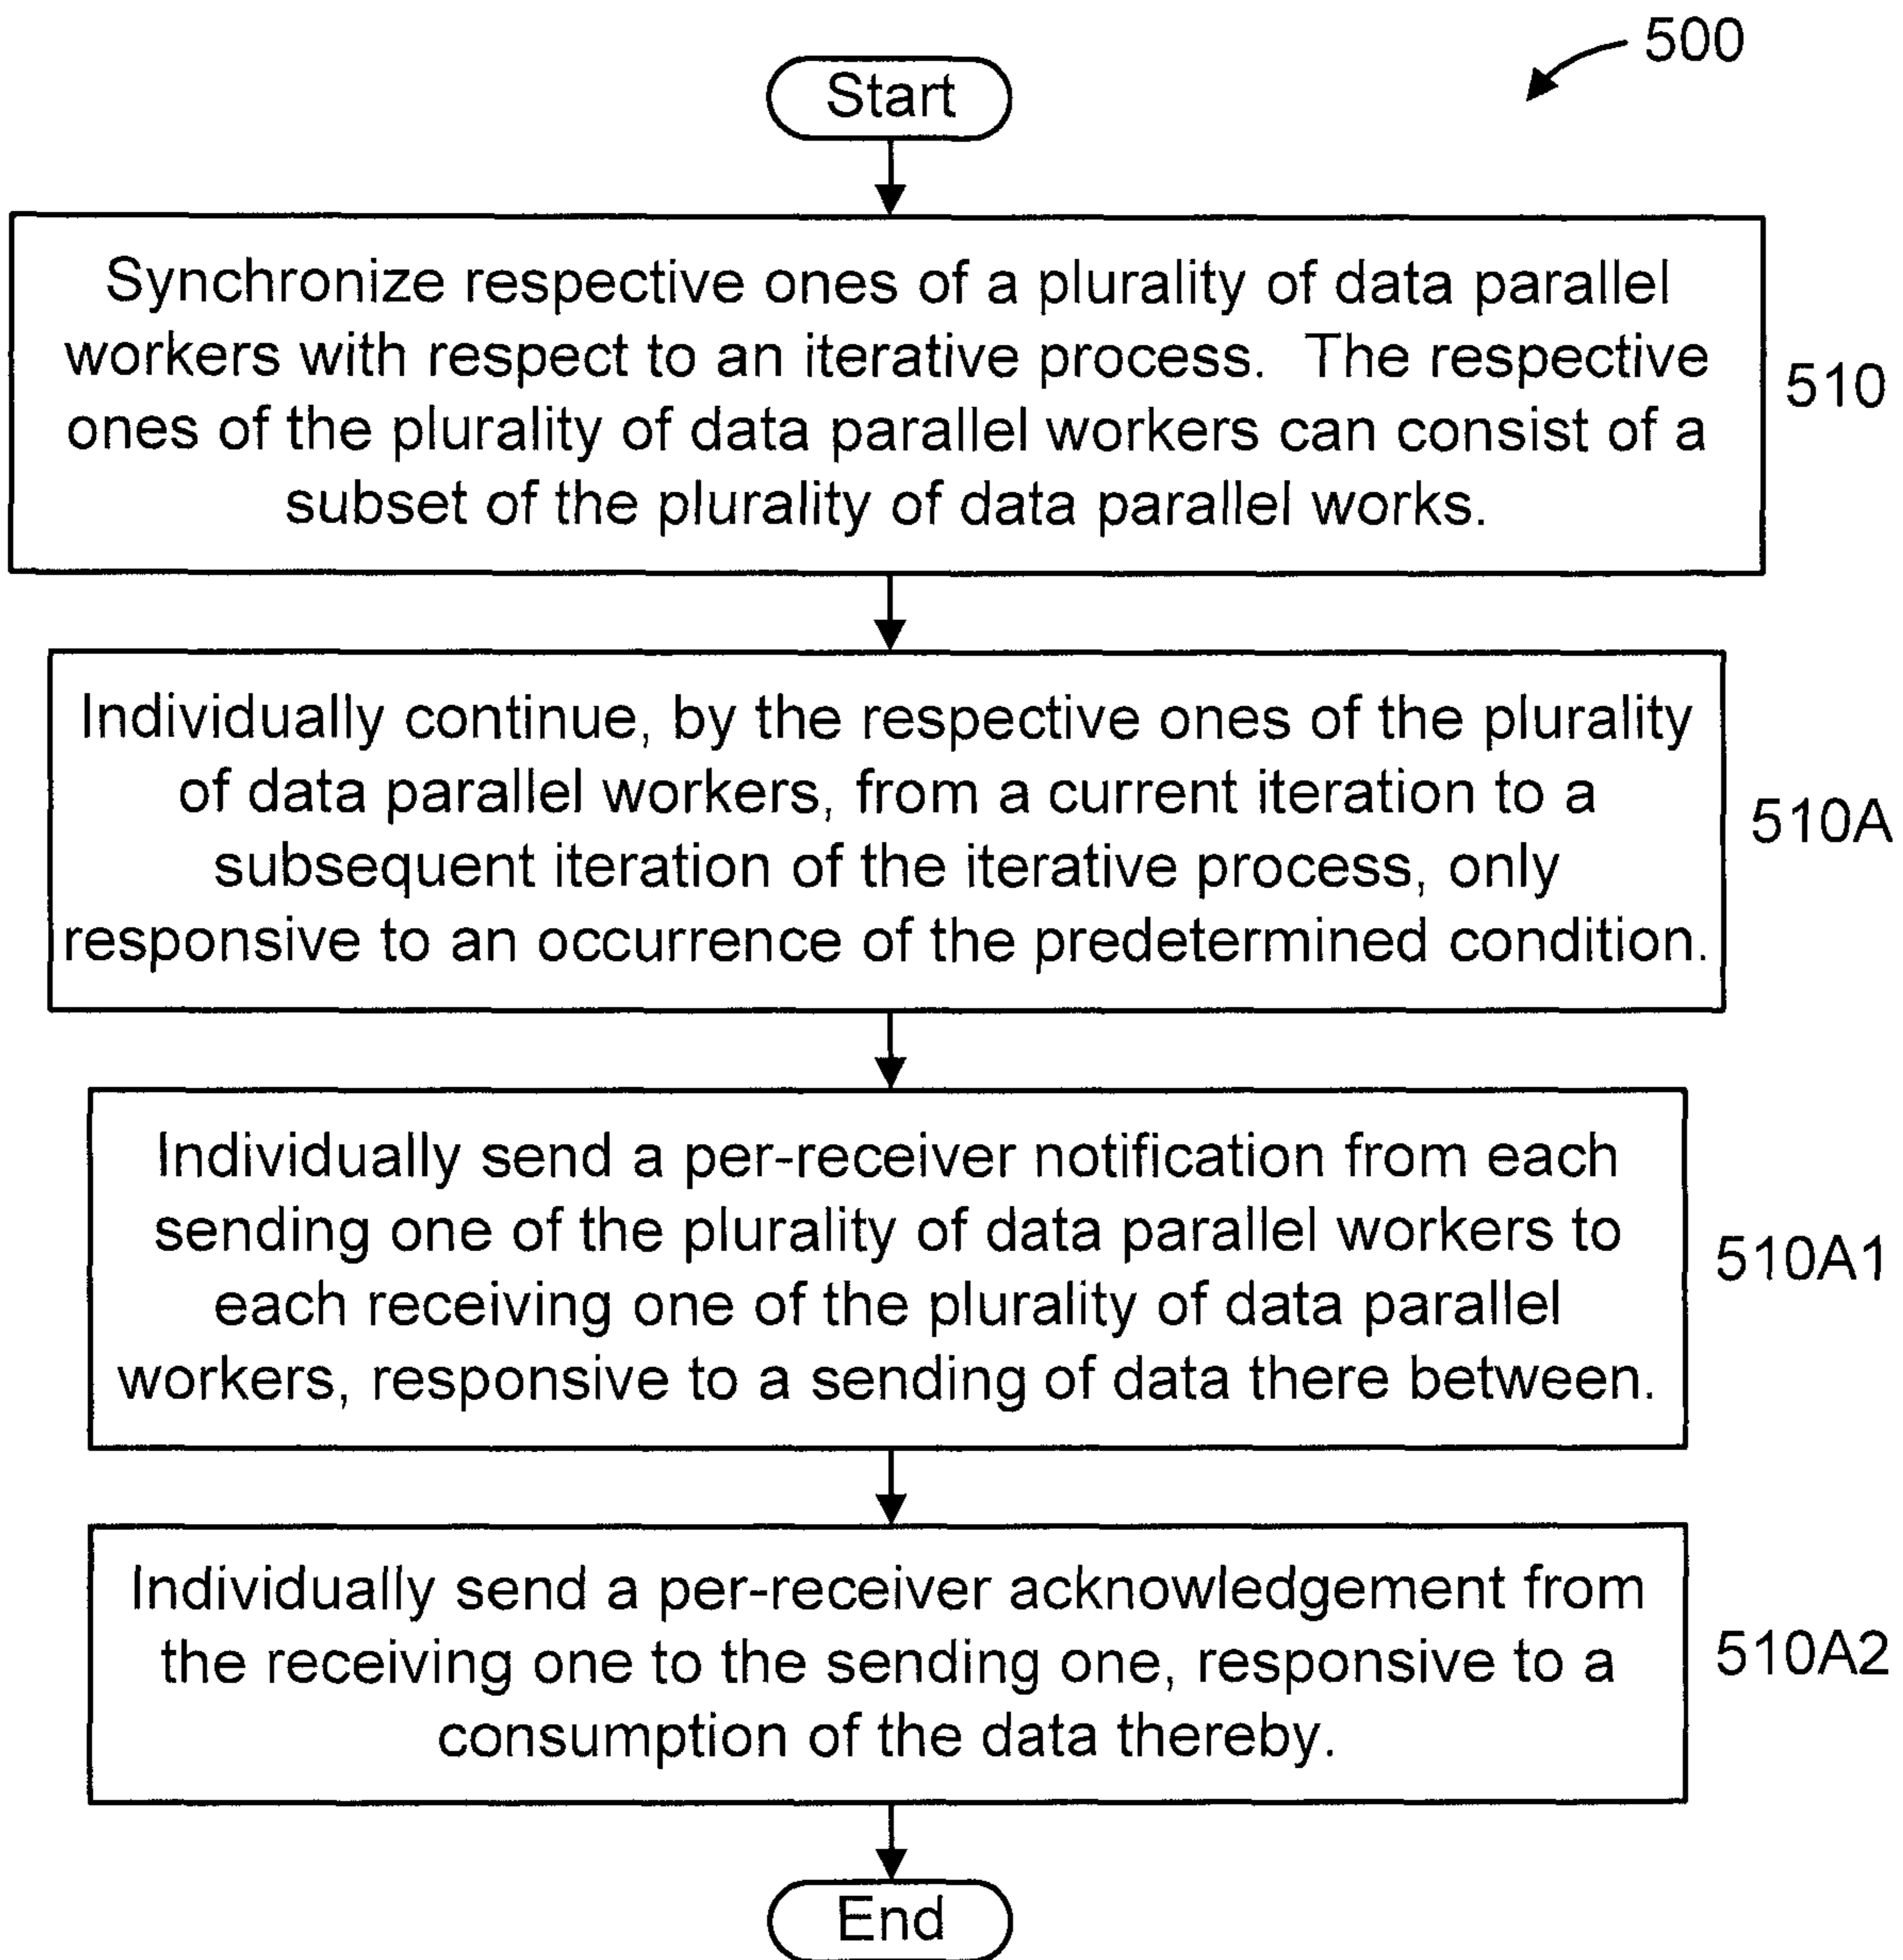 500
Start
Synchronize respective ones of a plurality of data parallel
workers with respect to an iterative process. The respective
ones of the plurality of data parallel workers can consist of a
subset of the plurality of data parallel works.
510
Individually continue, by the respective ones of the plurality
of data parallel workers, from a current iteration to a
subsequent iteration of the iterative process, only
responsive to an occurrence of the predetermined condition.
510A
Individually send a per-receiver notification from each
sending one of the plurality of data parallel workers to
each receiving one of the plurality of data parallel
workers, responsive to a sending of data there between.
510A1
Individually send a per-receiver acknowledgement from
the receiving one to the sending one, responsive to a
consumption of the data thereby.
510A2
End